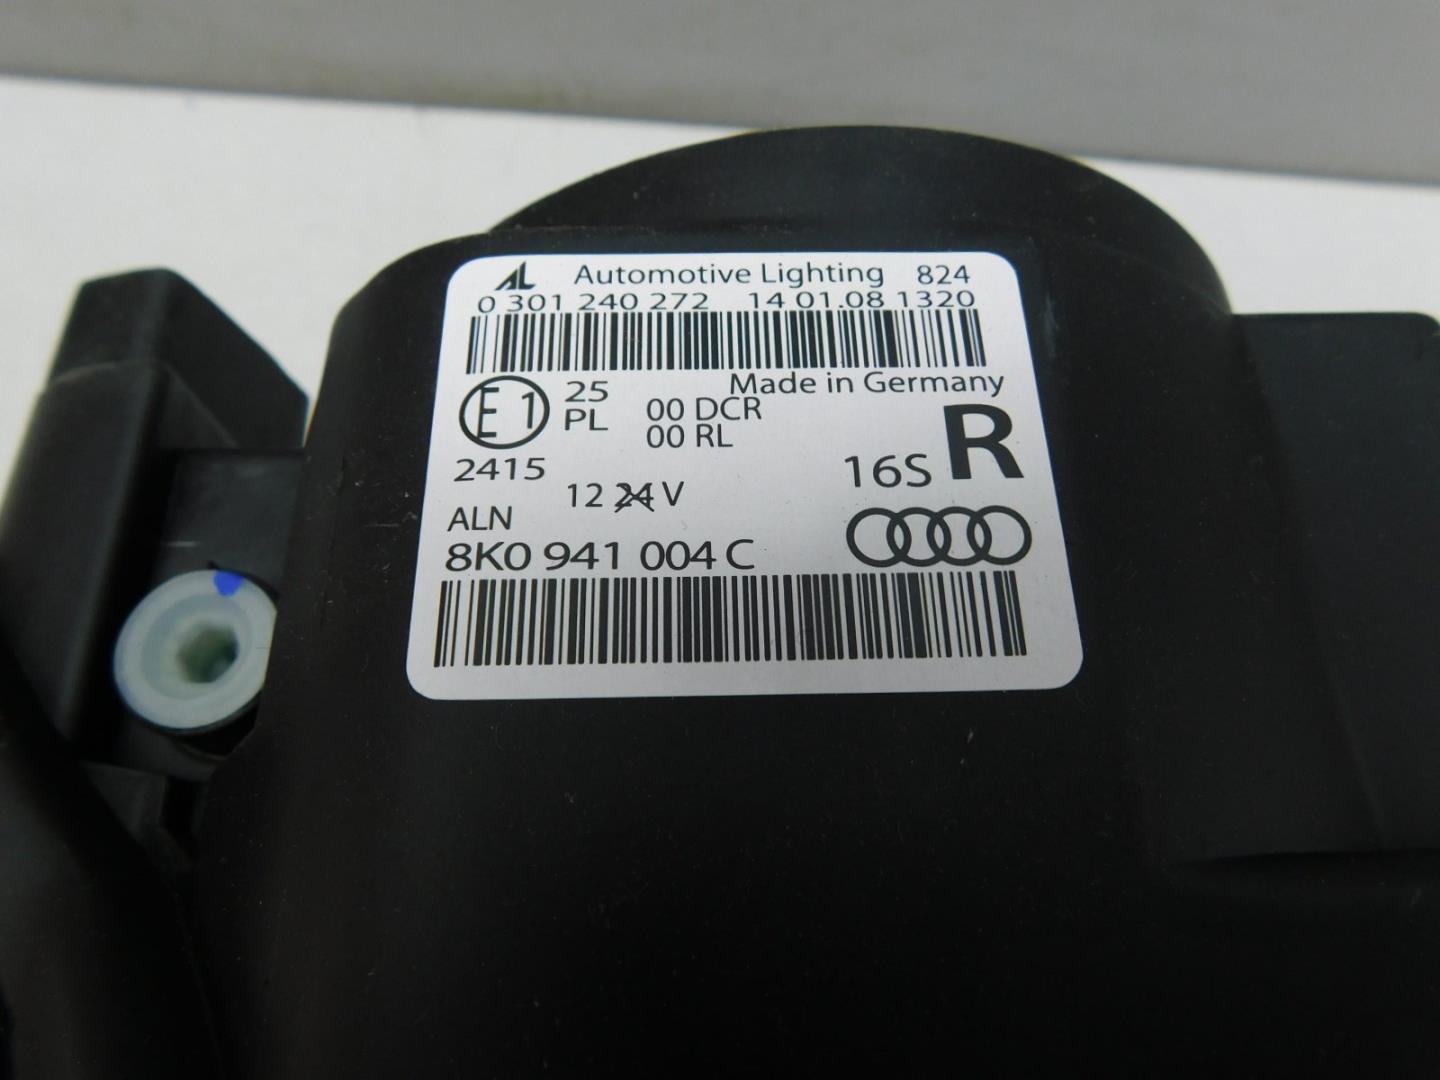 AL Automotive Lighting 824
0 301 240 272 14 01.08 1320
Made in Germany
E1 25 PL 00 DCR
00 RL
2415
16S R
12 24 V
ALN
8K0 941 004 C